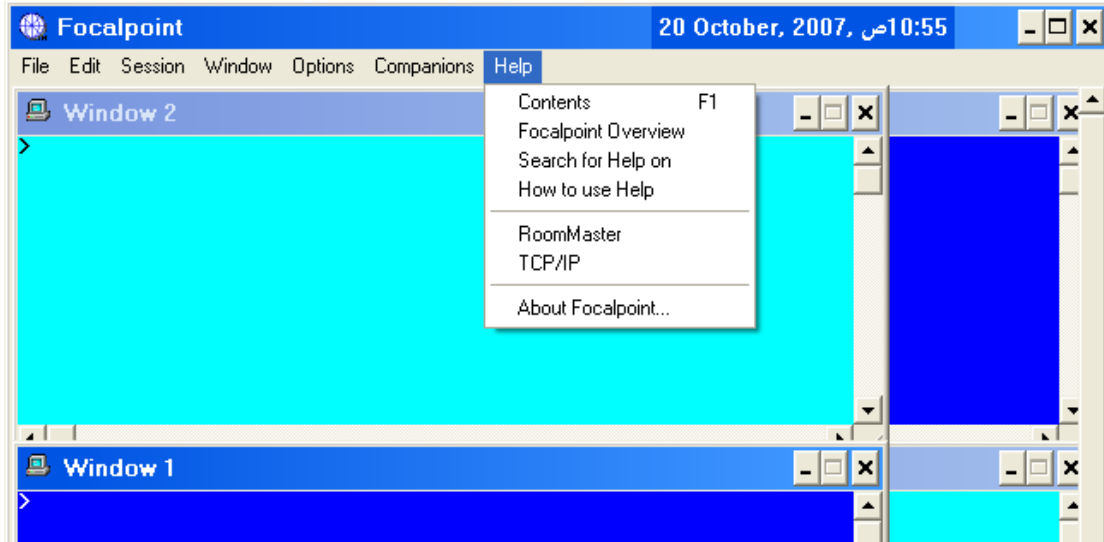 Focalpoint 20 October, 2007, ص10:55
File Edit Session Window Options Companions Help
Contents F1
Focalpoint Overview
Search for Help on
How to use Help
RoomMaster
TCP/IP
About Focalpoint...
Window 2
>
Window 1
>